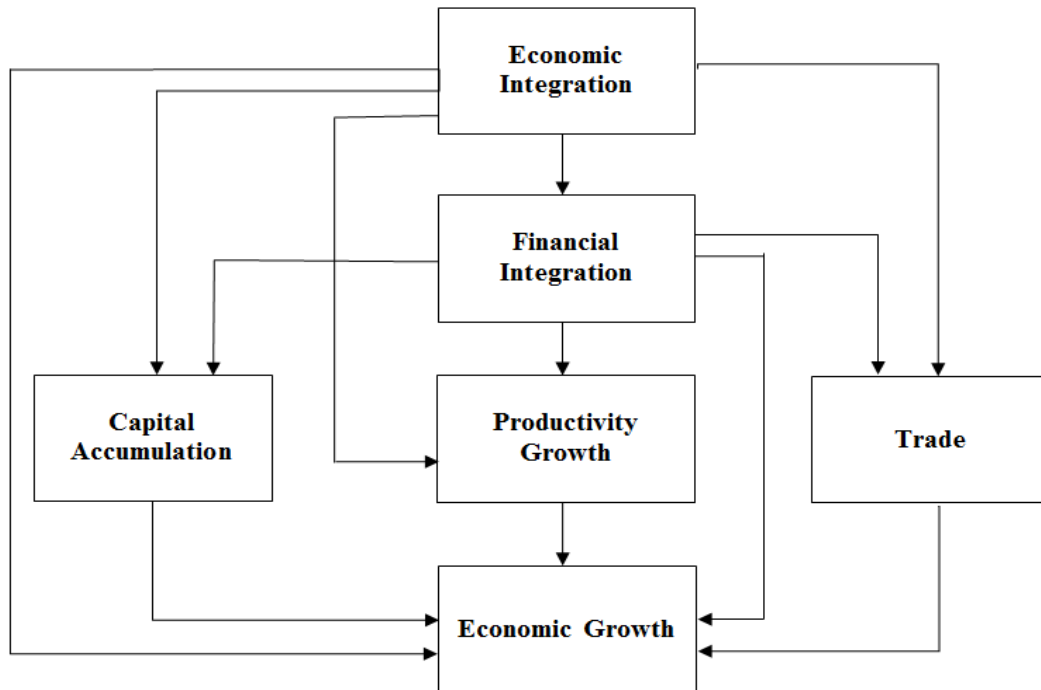 Economic
Integration
Financial
Integration
Capital
Accumulation
Productivity
Growth
Trade
Economic Growth